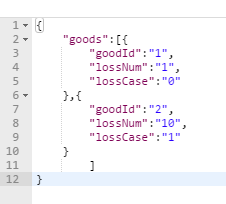 1 {
2 "goods":[{
3 "goodId":"1",
4 "lossNum":"1",
5 "lossCase":"0"
6 },{
7 "goodId":"2",
8 "lossNum":"10",
9 "lossCase":"1"
10 }
11 ]
12 }